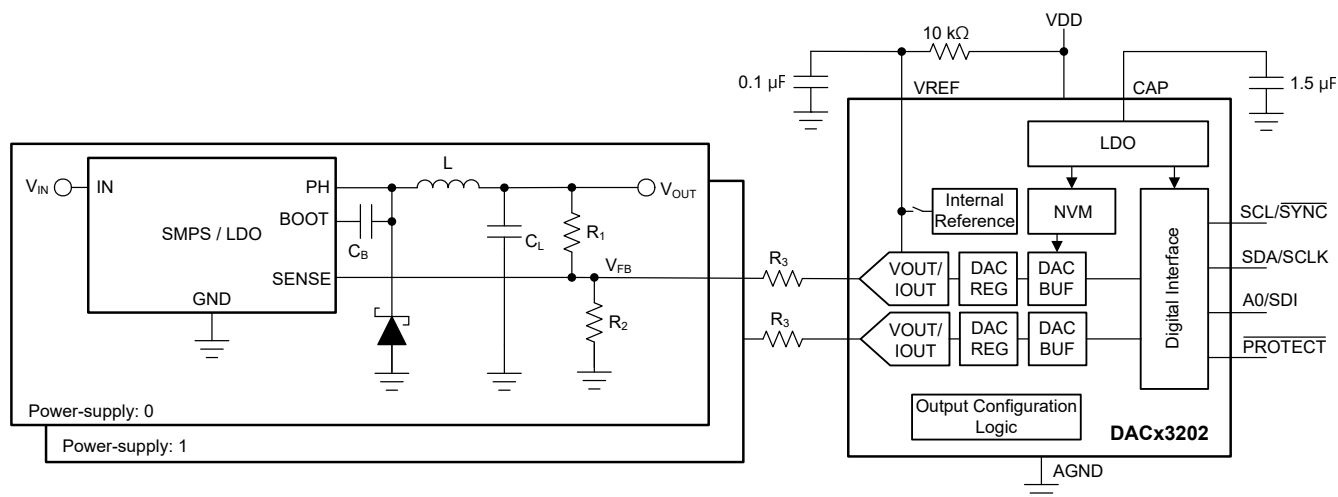 VDD
10 kΩ
0.1 µF
VREF
CAP
1.5 µF
LDO
Internal
Reference
NVM
SCL/SYNC
SDA/SCLK
A0/SDI
PROTECT
Digital Interface
VOUT/
IOUT
DAC
REG
DAC
BUF
VOUT/
IOUT
DAC
REG
DAC
BUF
Output Configuration
Logic
DACx3202
AGND
R3
R3
VIN
IN
PH
BOOT
SMPS / LDO
SENSE
GND
CB
L
CL
R1
R2
VFB
VOUT
Power-supply: 0
Power-supply: 1